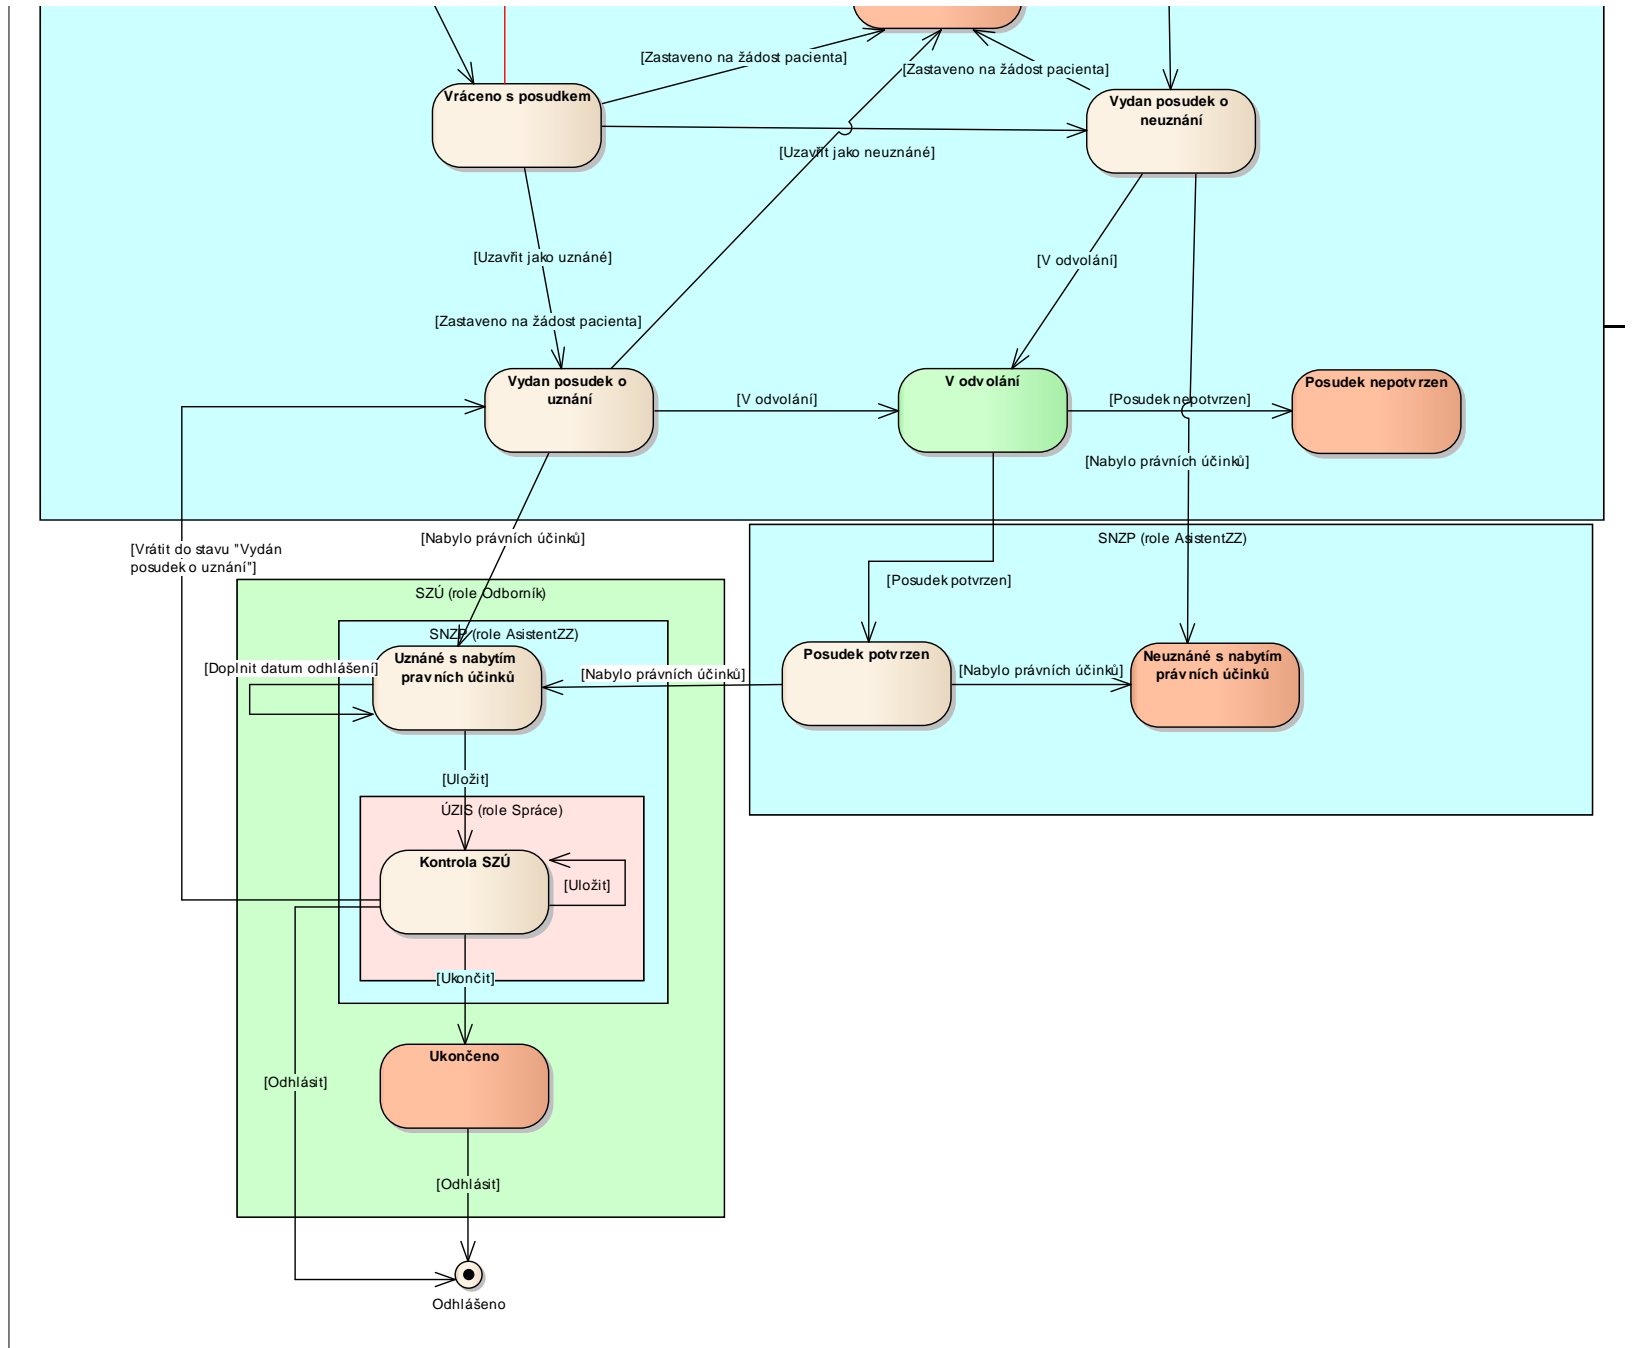 [Zastaveno na žádost pacienta]
[Zastaveno na žádost pacienta]
Vráceno s posudkem
Vydan posudek o
neuznání
[Uzavřít jako neuznáné]
[Uzavřit jako uznáné]
[V odvolání]
[Zastaveno na žádost pacienta]
Vydan posudek o
uznání
[V odvolání]
V odvolání
[Posudek nepotvrzen]
Posudek nepotvrzen
[Nabylo právních účinků]
[Nabylo právních účinků]
SNZP (role AsistentZZ)
[Vrátit do stavu "Vydán
posudek o uznání"]
[Posudek potvrzen]
SZÚ (role Odborník)
SNZP (role AsistentZZ)
[Doplnit datum odhlášení]
Uznáné s nabytím
pravních účinků
[Nabylo právních účinků]
Posudek potvrzen
[Nabylo právních účinků]
Neuznáné s nabytím
právních účinků
[Uložit]
ÚZIS (role Spráce)
Kontrola SZÚ
[Uložit]
[Ukončit]
Ukončeno
[Odhlásit]
[Odhlásit]
Odhlášeno